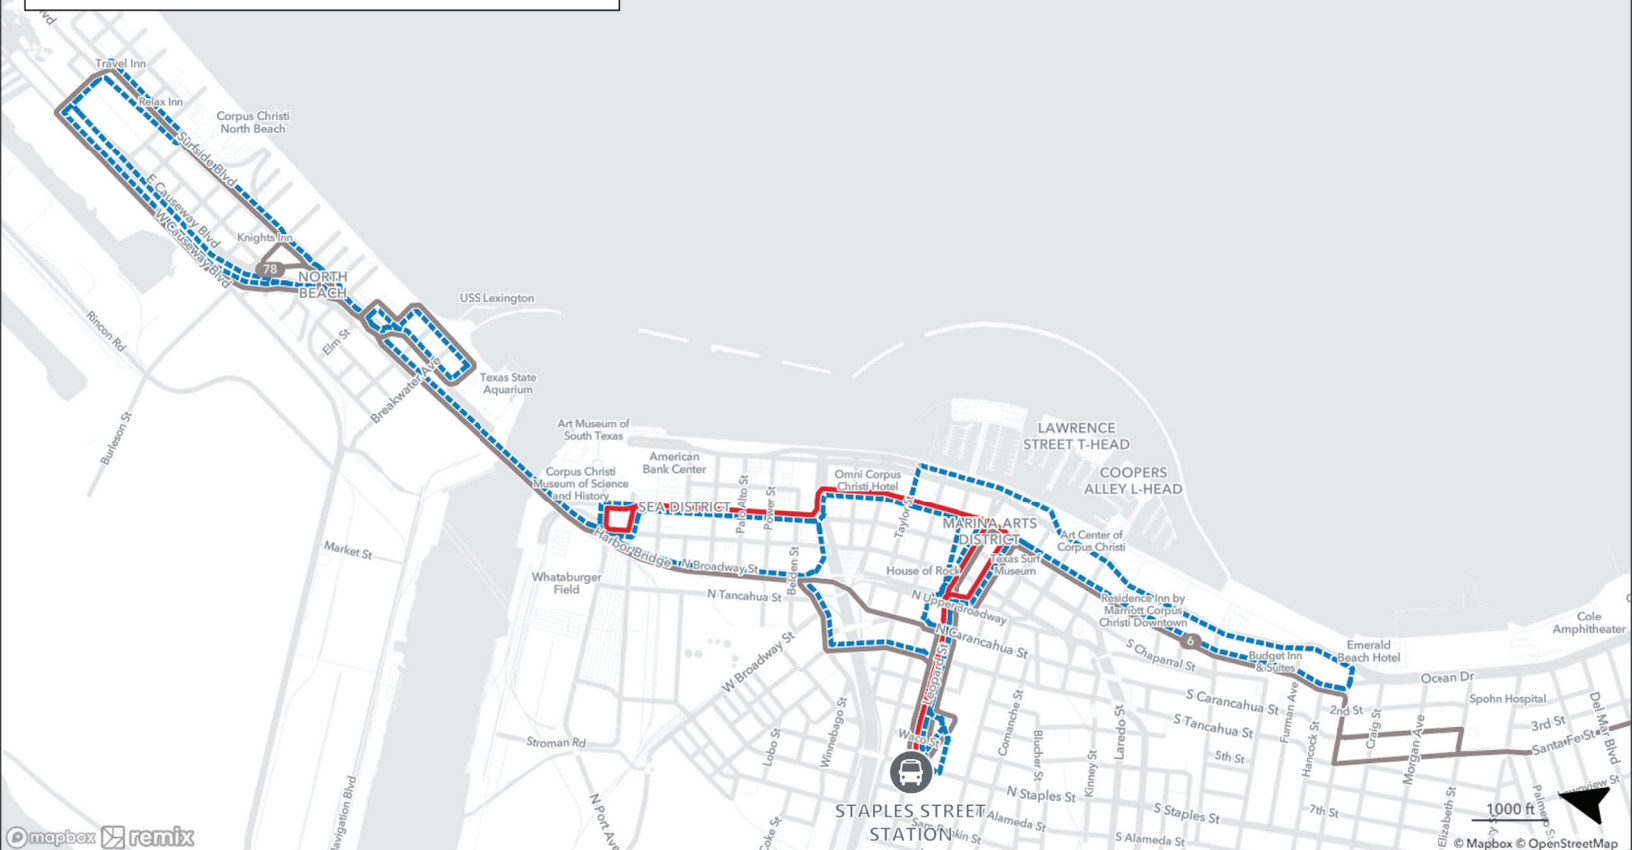 Travel Inn
Relax Inn
Corpus Christi
North Beach
Surfside Blvd
E Causeway Blvd
W Causeway Blvd
Knights Inn
78
NORTH
BEACH
USS Lexington
Rincon Rd
Elm St
Breakwater Ave
Texas State
Aquarium
Burleson St
Art Museum of
South Texas
American
Bank Center
Corpus Christi
Museum of Science
and History
SEA DISTRICT
Palo Alto St
Power St
Omni Corpus
Christi Hotel
Taylor St
LAWRENCE
STREET T-HEAD
COOPERS
ALLEY L-HEAD
MARINA ARTS
DISTRICT
Art Center of
Corpus Christi
Texas Surf
Museum
House of Rock
Market St
Harbor Bridge
N Broadway St
Belden St
Whataburger
Field
N Tancahua St
N Upper Broadway
N Carancahua St
Residence Inn by
Marriott Corpus
Christi Downtown
6
S Chaparral St
Budget Inn
& Suites
Emerald
Beach Hotel
Cole
Amphitheater
Ocean Dr
Spohn Hospital
W Broadway St
Leopard St
S Carancahua St
S Tancahua St
Furman Ave
2nd St
Craig St
Morgan Ave
3rd St
Santa Fe St
Del Mar Blvd
Stroman Rd
Lobo St
Winnebago St
Waco St
Comanche St
Bludner St
Kinney St
Laredo St
5th St
Hancock St
STAPLES STREET
STATION
N Staples St
S Staples St
7th St
Elizabeth St
1000 ft
N Port Ave
Alameda St
S Alameda St
mapbox
remix
© Mapbox © OpenStreetMap